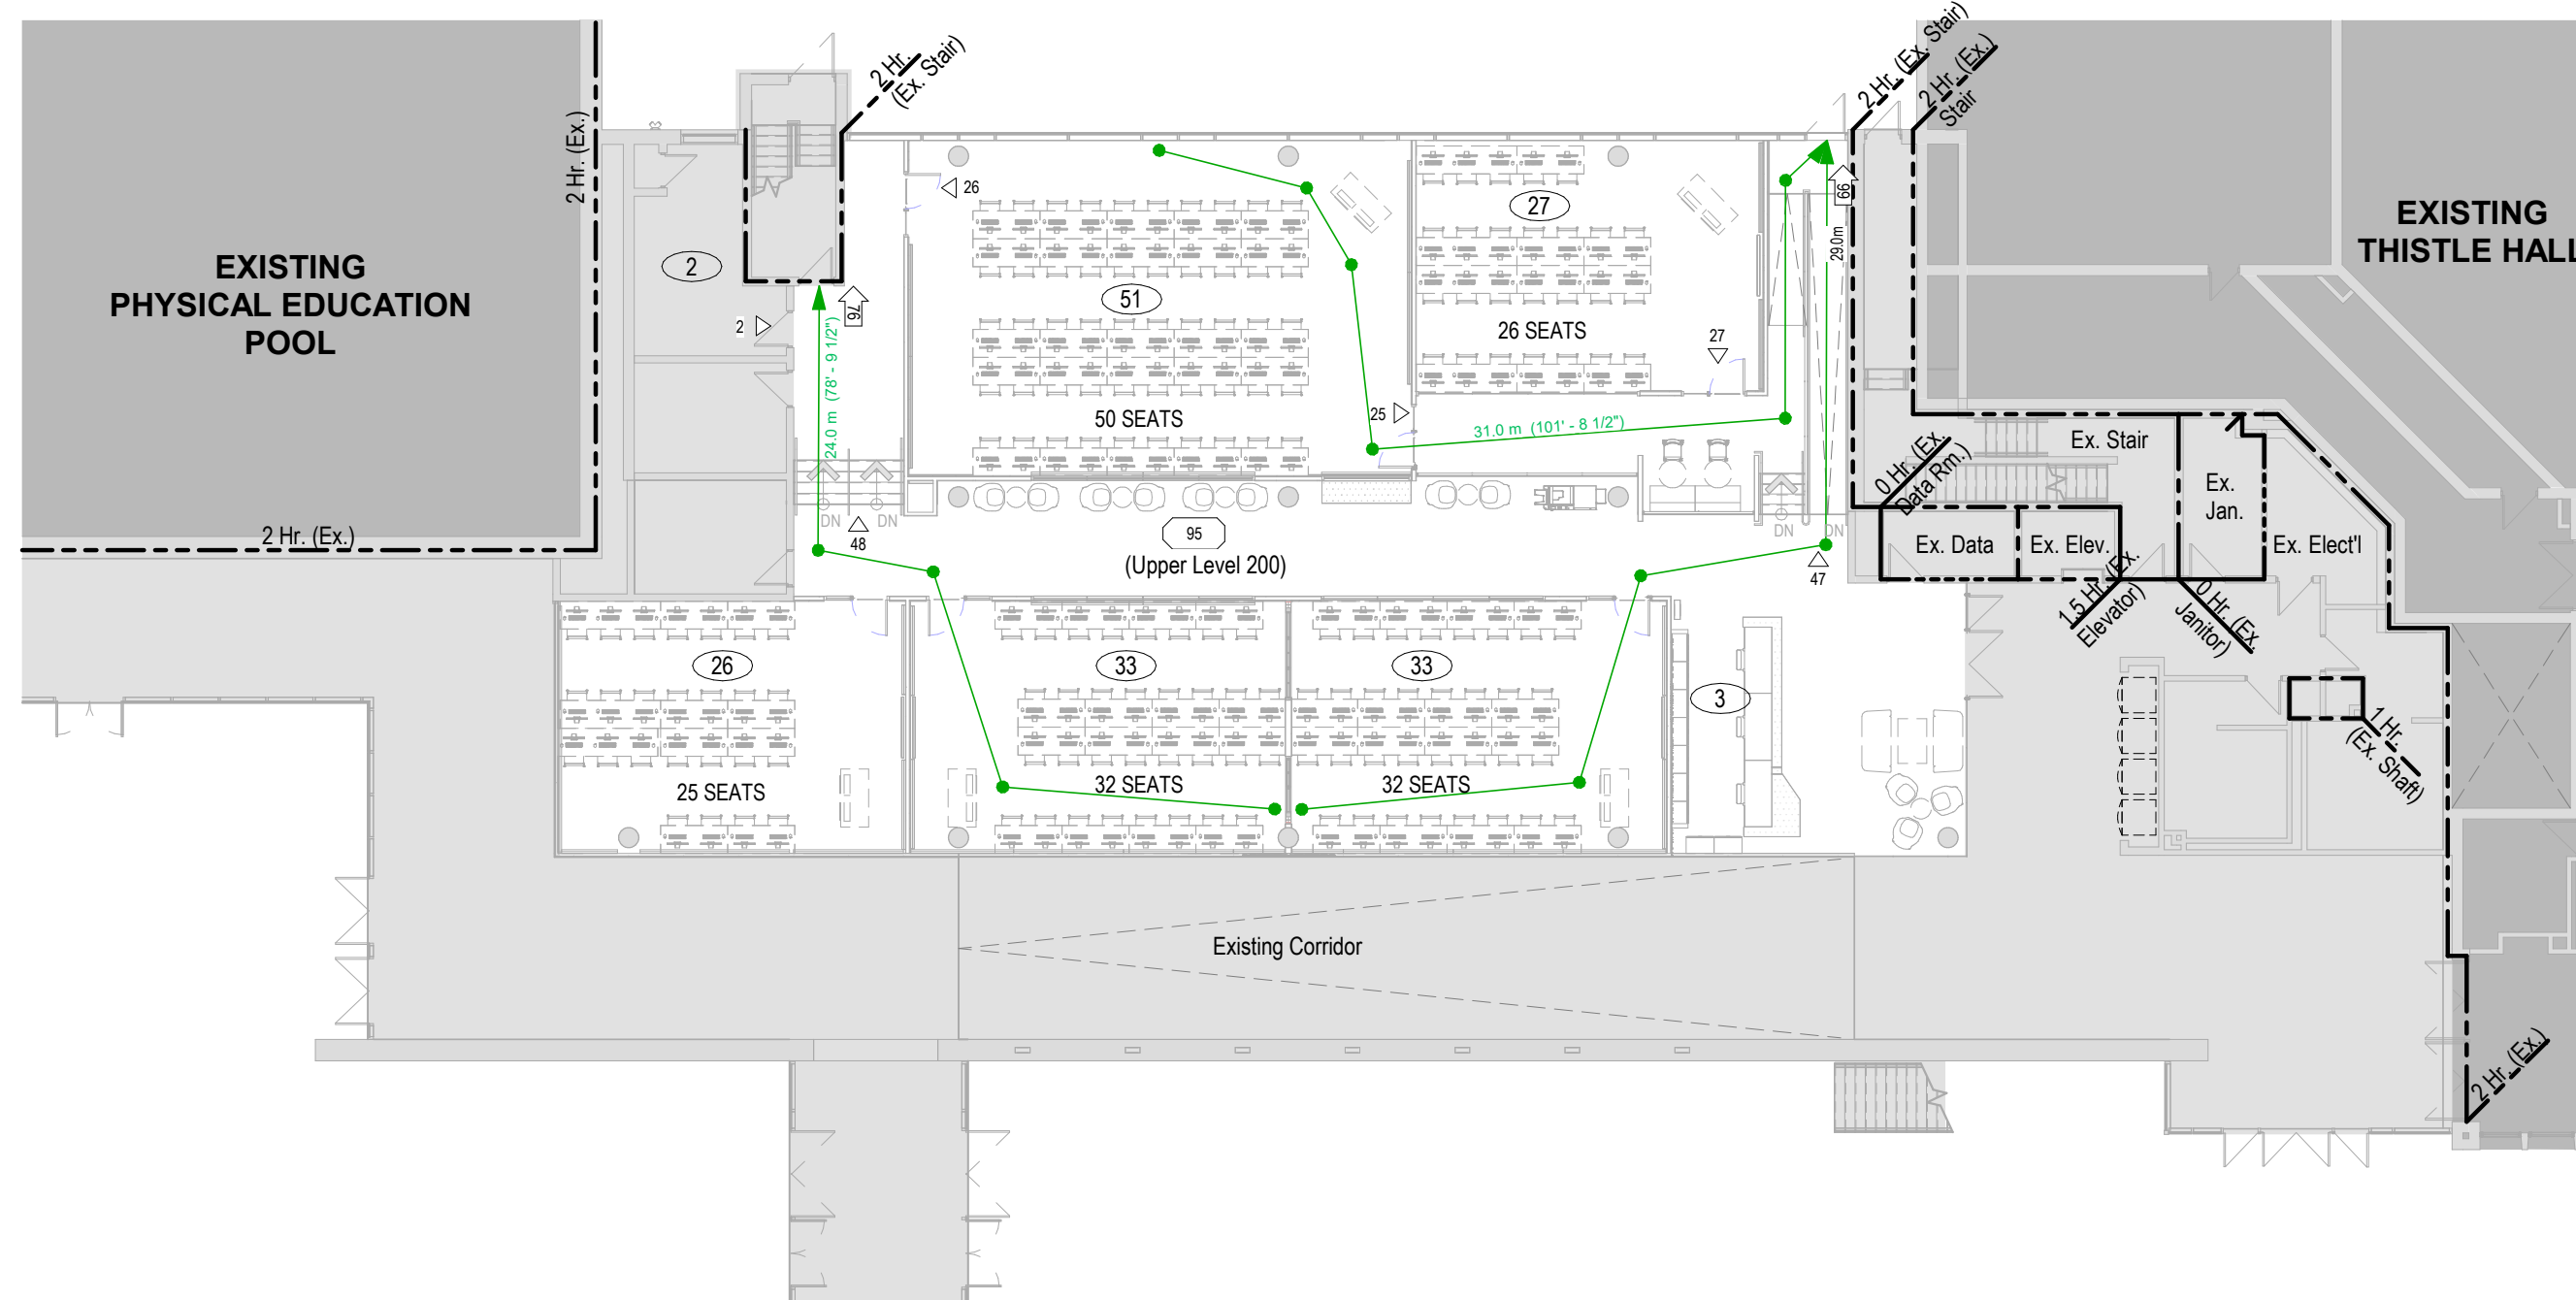 2 Hr.
(Ex. Stair)
2 Hr. (Ex. Stair)
2 Hr. (Ex.)
Stair
2 Hr. (Ex.)
EXISTING
PHYSICAL EDUCATION
POOL
EXISTING
THISTLE HALL
2
2
97
24.0 m (78' - 9 1/2")
26
51
50 SEATS
25
27
26 SEATS
27
31.0 m (101' - 8 1/2")
99
29.0m
2 Hr. (Ex.)
DN
DN
48
95
(Upper Level 200)
DN
DN
47
0 Hr. (Ex.
Data Rm.)
Ex. Stair
Ex.
Jan.
Ex. Data
Ex. Elev.
Ex. Elect'l
1.5 Hr. (Ex.
Elevator)
0 Hr. (Ex.
Janitor)
26
25 SEATS
33
32 SEATS
33
32 SEATS
3
1 Hr.
(Ex. Shaft)
Existing Corridor
2 Hr. (Ex.)